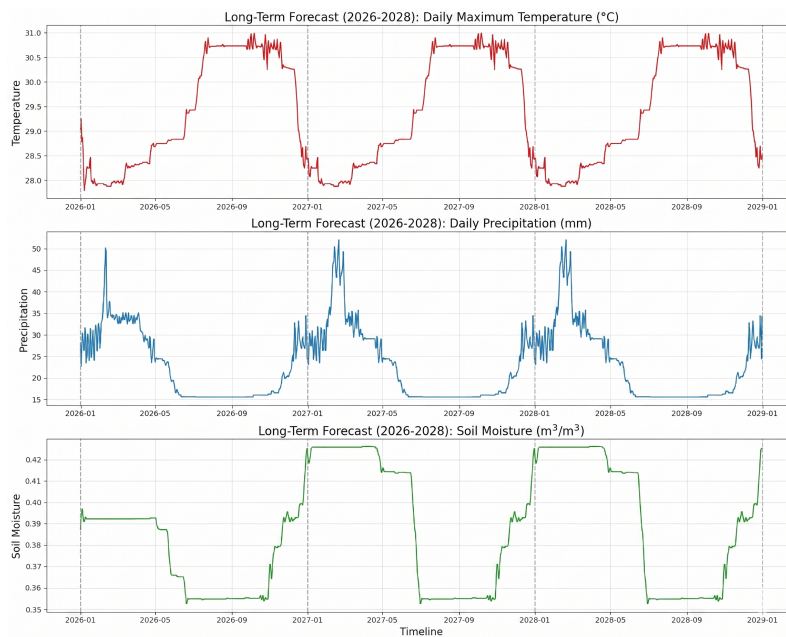 Long-Term Forecast (2026-2028): Daily Maximum Temperature (°C)
31.0
30.5
30.0
29.5
29.0
28.5
28.0
Temperature
2026-01 2026-05 2026-09 2027-01 2027-05 2027-09 2028-01 2028-05 2028-09 2029-01
Long-Term Forecast (2026-2028): Daily Precipitation (mm)
50
45
40
35
30
25
20
15
Precipitation
2026-01 2026-05 2026-09 2027-01 2027-05 2027-09 2028-01 2028-05 2028-09 2029-01
Long-Term Forecast (2026-2028): Soil Moisture (m³/m³)
0.42
0.41
0.40
0.39
0.38
0.37
0.36
0.35
Soil Moisture
2026-01 2026-05 2026-09 2027-01 2027-05 2027-09 2028-01 2028-05 2028-09 2029-01
Timeline